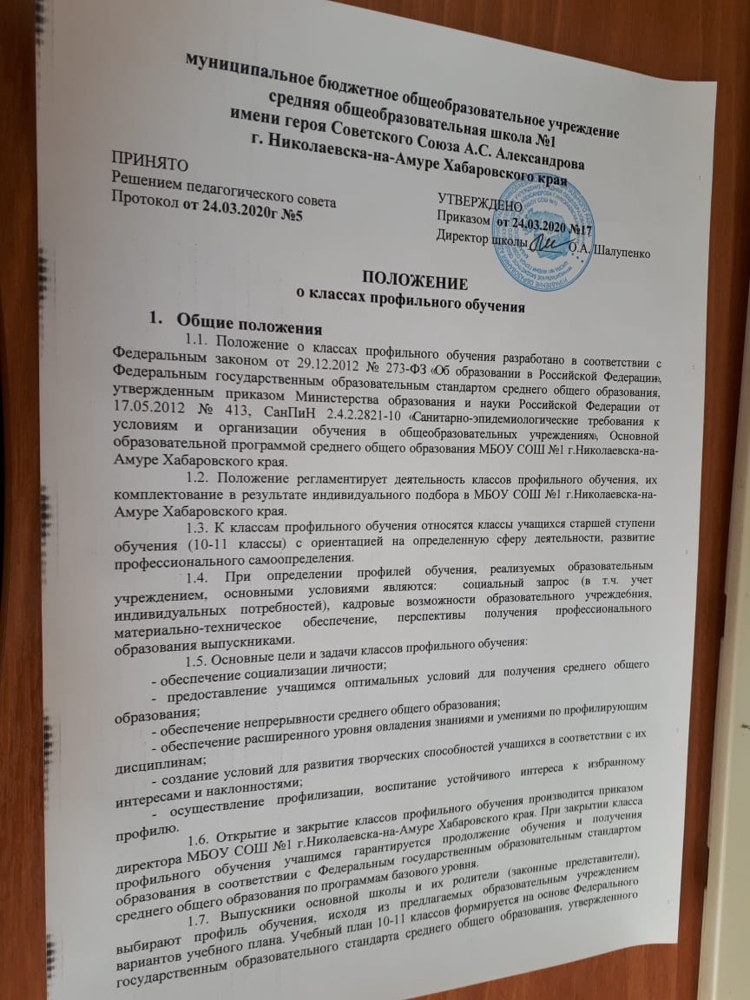 муниципальное бюджетное общеобразовательное учреждение
средняя общеобразовательная школа №1
имени героя Советского Союза А.С. Александрова
г. Николаевска-на-Амуре Хабаровского края
ПРИНЯТО
Решением педагогического совета
Протокол от 24.03.2020г №5
УТВЕРЖДЕНО
Приказом от 24.03.2020 №17
Директор школы О.А. Шалупенко
ПОЛОЖЕНИЕ
о классах профильного обучения
1. Общие положения
1.1. Положение о классах профильного обучения разработано в соответствии с
Федеральным законом от 29.12.2012 № 273-ФЗ «Об образовании в Российской Федерации»,
Федеральным государственным образовательным стандартом среднего общего образования,
утвержденным приказом Министерства образования и науки Российской Федерации от
17.05.2012 № 413, СанПиН 2.4.2.2821-10 «Санитарно-эпидемиологические требования к
условиям и организации обучения в общеобразовательных учреждениях», Основной
образовательной программой среднего общего образования МБОУ СОШ №1 г.Николаевска-на-
Амуре Хабаровского края.
1.2. Положение регламентирует деятельность классов профильного обучения, их
комплектование в результате индивидуального подбора в МБОУ СОШ №1 г.Николаевска-на-
Амуре Хабаровского края.
1.3. К классам профильного обучения относятся классы учащихся старшей ступени
обучения (10-11 классы) с ориентацией на определенную сферу деятельности, развитие
профессионального самоопределения.
1.4. При определении профилей обучения, реализуемых образовательным
учреждением, основными условиями являются: социальный запрос (в т.ч. учет
индивидуальных потребностей), кадровые возможности образовательного учрежде6ния,
материально-техническое обеспечение, перспективы получения профессионального
образования выпускниками.
1.5. Основные цели и задачи классов профильного обучения:
- обеспечение социализации личности;
- предоставление учащимся оптимальных условий для получения среднего общего
образования;
- обеспечение непрерывности среднего общего образования;
- обеспечение расширенного уровня овладения знаниями и умениями по профилирующим
дисциплинам;
- создание условий для развития творческих способностей учащихся в соответствии с их
интересами и наклонностями;
- осуществление профилизации, воспитание устойчивого интереса к избранному
профилю.
1.6. Открытие и закрытие классов профильного обучения производится приказом
директора МБОУ СОШ №1 г.Николаевска-на-Амуре Хабаровского края. При закрытии класса
профильного обучения учащимся гарантируется продолжение обучения и получения
образования в соответствии с Федеральным государственным образовательным стандартом
среднего общего образования по программам базового уровня.
1.7. Выпускники основной школы и их родители (законные представители),
выбирают профиль обучения, исходя из предлагаемых образовательным учреждением
вариантов учебного плана. Учебный план 10-11 классов формируется на основе Федерального
государственным образовательного стандарта среднего общего образования, утвержденного